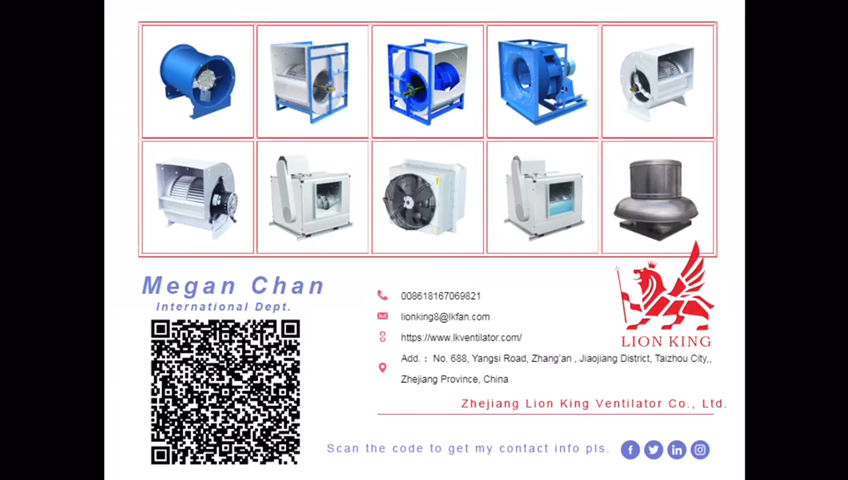 Megan Chan
International Dept.
008618167069821
lionking8@lkfan.com
https://www.lkventilator.com/
Add. : No. 688, Yangsi Road, Zhang'an , Jiaojiang District, Taizhou City,,
Zhejiang Province, China
LION KING
Zhejiang Lion King Ventilator Co., Ltd.
Scan the code to get my contact info pls.